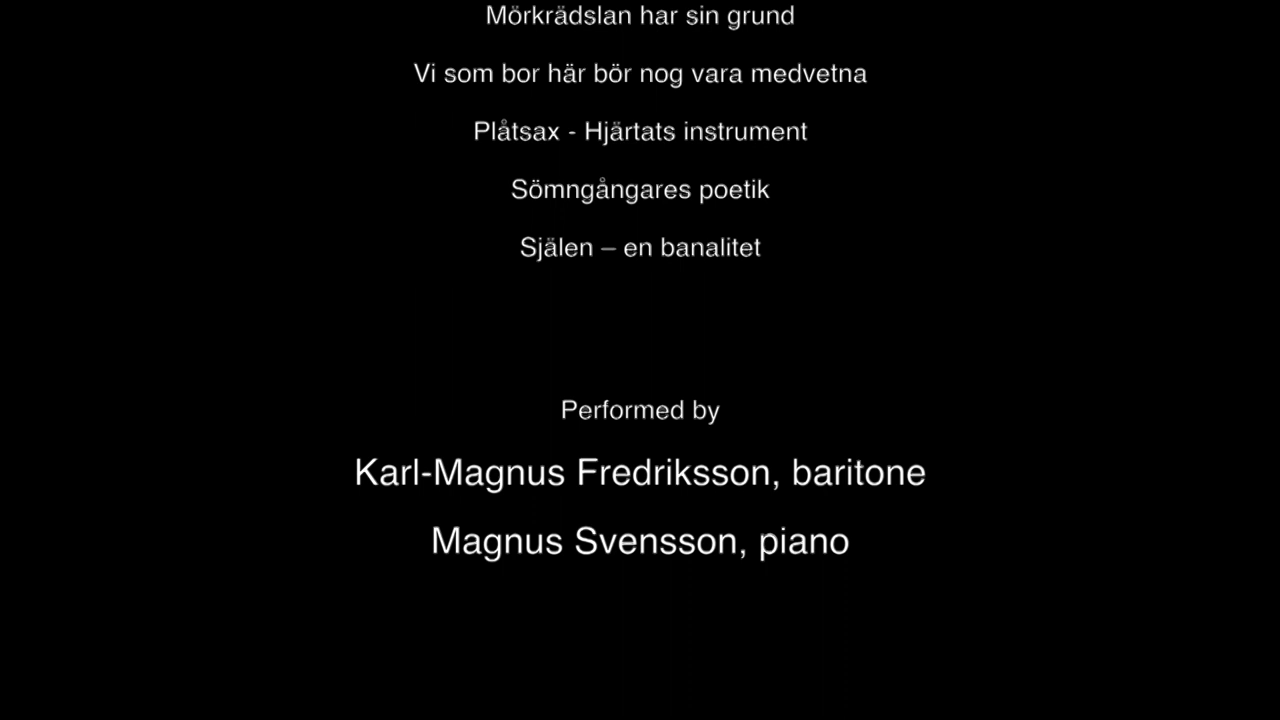 Mörkrädslan har sin grund
Vi som bor här bör nog vara medvetna
Plåtsax - Hjärtats instrument
Sömngångares poetik
Själen – en banalitet
Performed by
Karl-Magnus Fredriksson, baritone
Magnus Svensson, piano